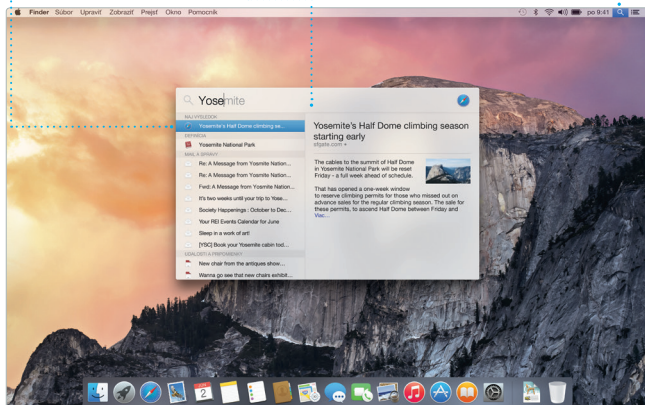 Finder Súbor Upraviť Zobraziť Prejsť Okno Pomocník po 9:41
Yosemite
NAJ VÝSLEDOK
Yosemite's Half Dome climbing se...
DEFINÍCIA
Yosemite National Park
MAIL A SPRÁVY
Re: A Message from Yosmite Nation...
Re: A Message from Yosemite Nation...
Fwd: A Message from Yosemite Nation...
It's two weeks until your trip to Yose...
Society Happenings : October to Dec...
Your REI Events Calendar for June
Sleep in a work of art!
[YSC] Book your Yosemite cabin tod...
UDALOSTI A PRIPOMIENKY
New chair from the antiques show...
Wanna go see that new chairs exhibit...
Yosemite's Half Dome climbing season
starting early
sfgate.com
The cables to the summit of Half Dome
in Yosemite National Park will be reset
Friday - a full week ahead of schedule.
That has opened a one-week window
to reserve climbing permits for those who missed out on
advance sales for the regular climbing season. The sale for
these permits, to ascend Half Dome between Friday and
Viac...
JÚN
2